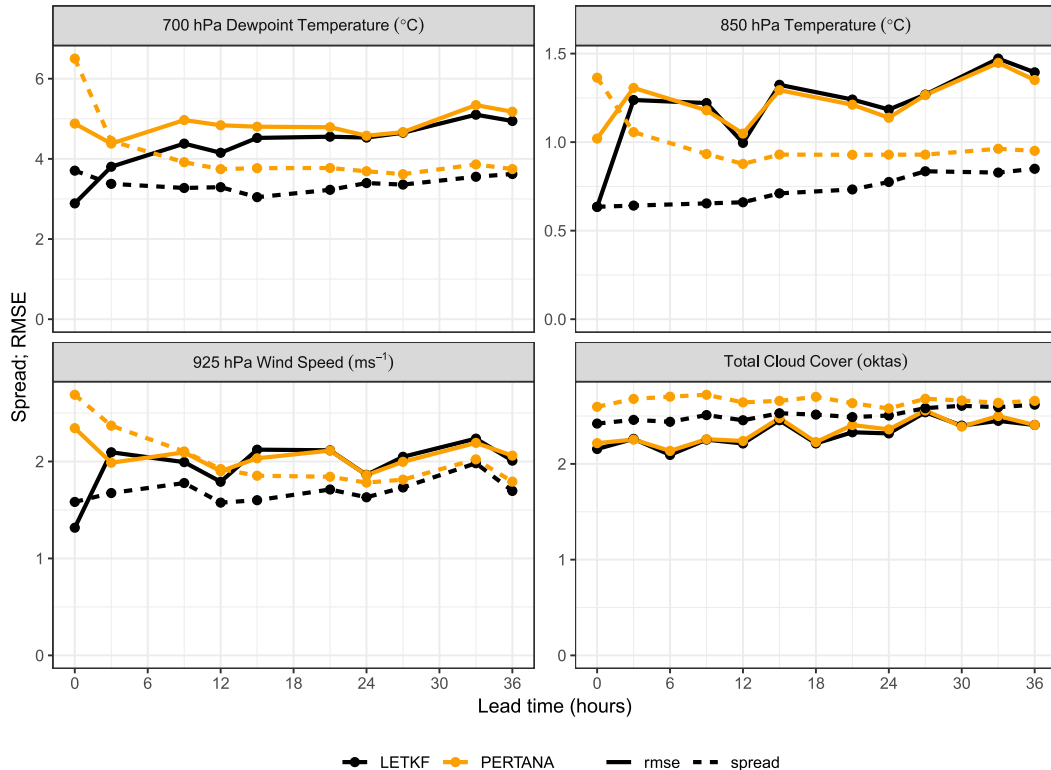 700 hPa Dewpoint Temperature (°C)
850 hPa Temperature (°C)
6
4
2
0
1.5
1.0
0.5
0.0
Spread; RMSE
925 hPa Wind Speed (ms⁻¹)
Total Cloud Cover (oktas)
2
1
0
2
1
0
0 6 12 18 24 30 36
0 6 12 18 24 30 36
Lead time (hours)
LETKF PERTANA rmse spread